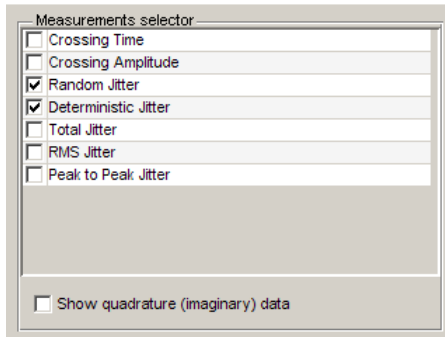 Measurements selector
Crossing Time
Crossing Amplitude
Random Jitter
Deterministic Jitter
Total Jitter
RMS Jitter
Peak to Peak Jitter
Show quadrature (imaginary) data